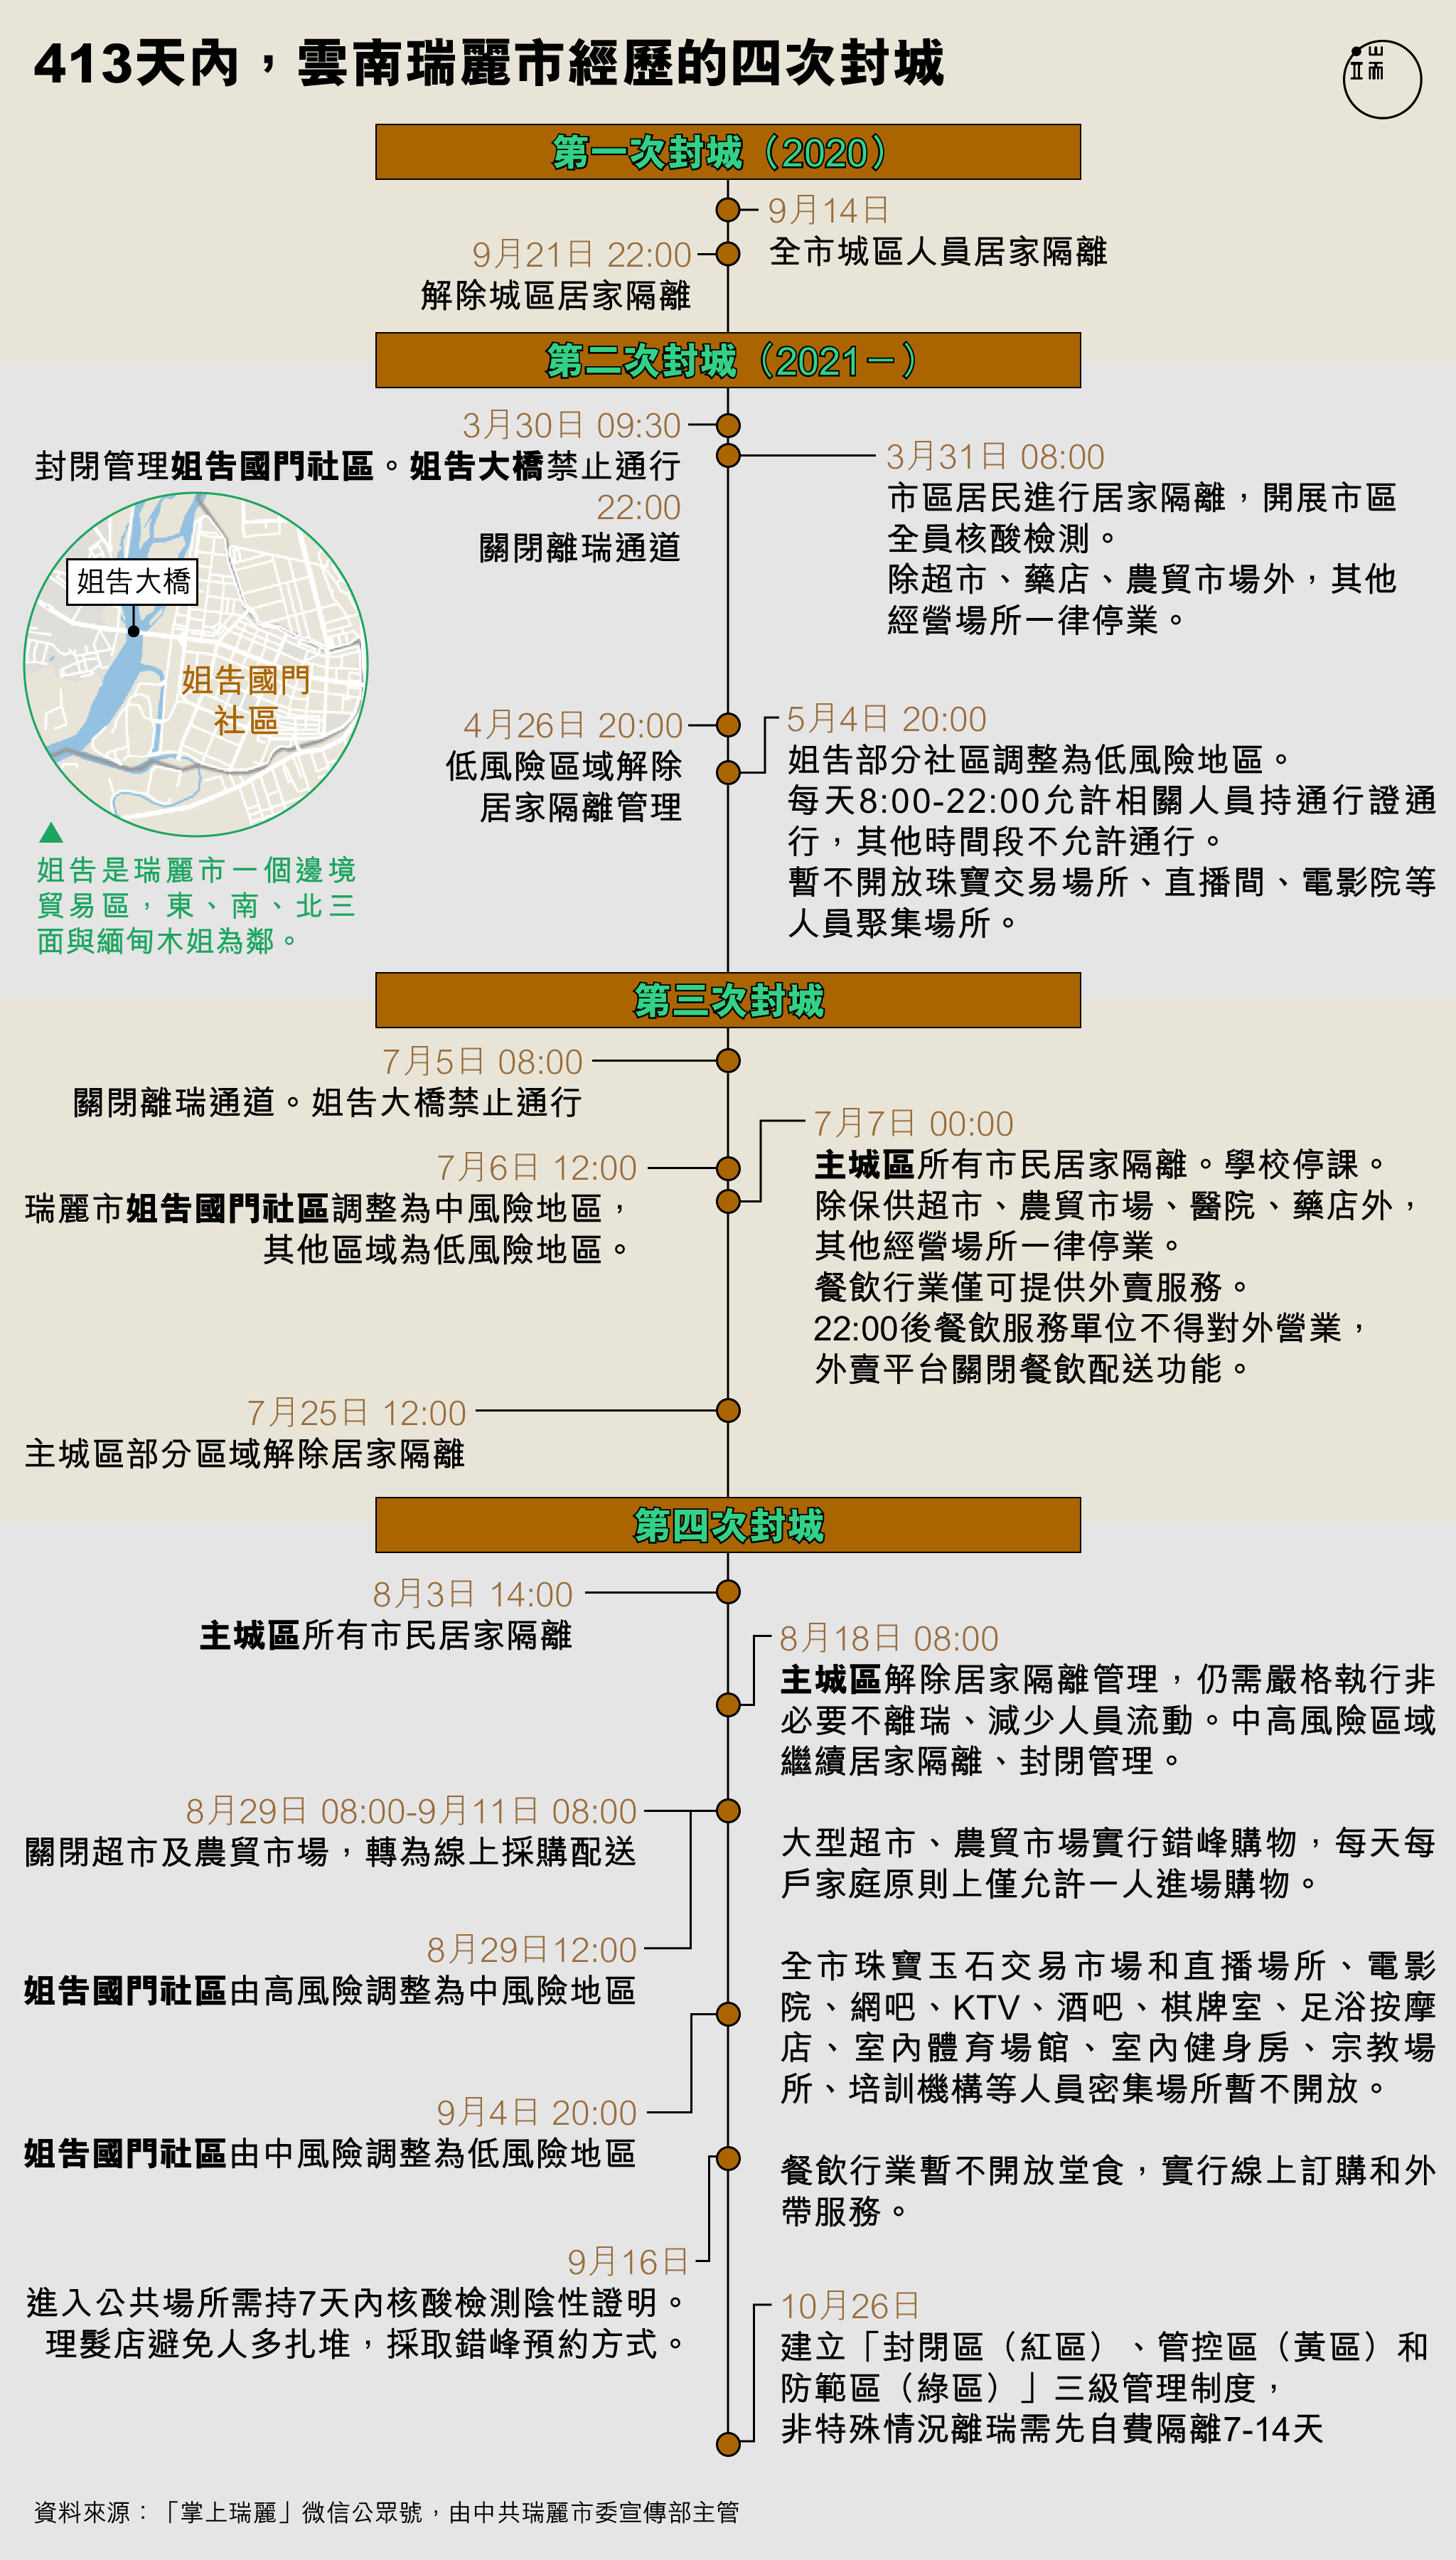 413天內，雲南瑞麗市經歷的四次封城
端
第一次封城（2020）
9月14日
全市城區人員居家隔離
9月21日 22:00
解除城區居家隔離
第二次封城（2021－）
3月30日 09:30
封閉管理姐告國門社區。姐告大橋禁止通行
22:00
關閉離瑞通道
3月31日 08:00
市區居民進行居家隔離，開展市區
全員核酸檢測。
除超市、藥店、農貿市場外，其他
經營場所一律停業。
姐告大橋
姐告國門
社區
姐告是瑞麗市一個邊境
貿易區，東、南、北三
面與緬甸木姐為鄰。
4月26日 20:00
低風險區域解除
居家隔離管理
5月4日 20:00
姐告部分社區調整為低風險地區。
每天8:00-22:00允許相關人員持通行證通
行，其他時間段不允許通行。
暫不開放珠寶交易場所、直播間、電影院等
人員聚集場所。
第三次封城
7月5日 08:00
關閉離瑞通道。姐告大橋禁止通行
7月6日 12:00
瑞麗市姐告國門社區調整為中風險地區，
其他區域為低風險地區。
7月7日 00:00
主城區所有市民居家隔離。學校停課。
除保供超市、農貿市場、醫院、藥店外，
其他經營場所一律停業。
餐飲行業僅可提供外賣服務。
22:00後餐飲服務單位不得對外營業，
外賣平台關閉餐飲配送功能。
7月25日 12:00
主城區部分區域解除居家隔離
第四次封城
8月3日 14:00
主城區所有市民居家隔離
8月18日 08:00
主城區解除居家隔離管理，仍需嚴格執行非
必要不離瑞、減少人員流動。中高風險區域
繼續居家隔離、封閉管理。
大型超市、農貿市場實行錯峰購物，每天每
戶家庭原則上僅允許一人進場購物。
全市珠寶玉石交易市場和直播場所、電影
院、網吧、KTV、酒吧、棋牌室、足浴按摩
店、室內體育場館、室內健身房、宗教場
所、培訓機構等人員密集場所暫不開放。
餐飲行業暫不開放堂食，實行線上訂購和外
帶服務。
8月29日 08:00-9月11日 08:00
關閉超市及農貿市場，轉為線上採購配送
8月29日12:00
姐告國門社區由高風險調整為中風險地區
9月4日 20:00
姐告國門社區由中風險調整為低風險地區
9月16日
進入公共場所需持7天內核酸檢測陰性證明。
理髮店避免人多扎堆，採取錯峰預約方式。
10月26日
建立「封閉區（紅區）、管控區（黃區）和
防範區（綠區）」三級管理制度，
非特殊情況離瑞需先自費隔離7-14天
資料來源：「掌上瑞麗」微信公眾號，由中共瑞麗市委宣傳部主管